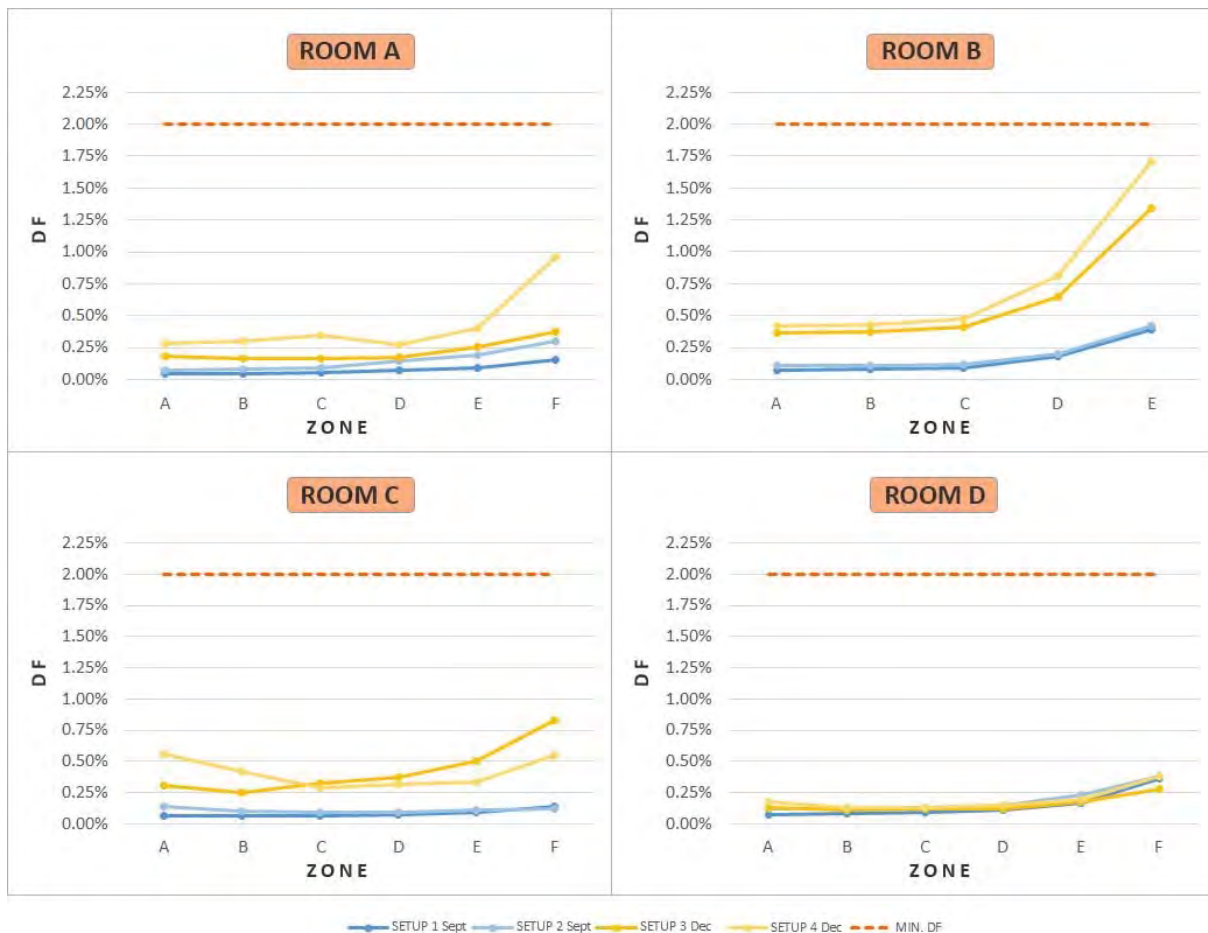 ROOM A
2.25%
2.00%
1.75%
1.50%
1.25%
1.00%
0.75%
0.50%
0.25%
0.00%
DF
A B C D E F
ZONE
ROOM B
2.25%
2.00%
1.75%
1.50%
1.25%
1.00%
0.75%
0.50%
0.25%
0.00%
DF
A B C D E
ZONE
ROOM C
2.25%
2.00%
1.75%
1.50%
1.25%
1.00%
0.75%
0.50%
0.25%
0.00%
DF
A B C D E F
ZONE
ROOM D
2.25%
2.00%
1.75%
1.50%
1.25%
1.00%
0.75%
0.50%
0.25%
0.00%
DF
A B C D E F
ZONE
SETUP 1 Sept SETUP 2 Sept SETUP 3 Dec SETUP 4 Dec MIN. DF